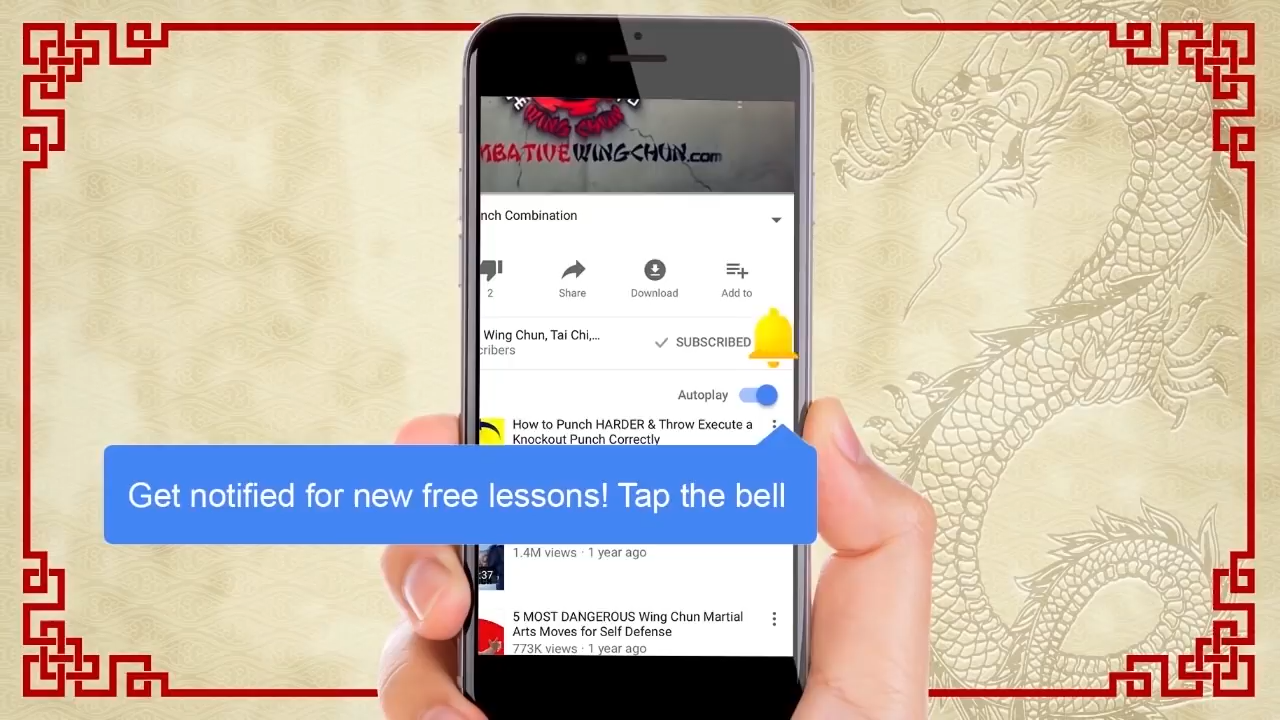 WING CHUN
MBATIVEWINGCHUN.com
nch Combination
2
Share
Download
Add to
Wing Chun, Tai Chi,...
cribers
SUBSCRIBED
Autoplay
How to Punch HARDER & Throw Execute a
Knockout Punch Correctly
Get notified for new free lessons! Tap the bell
1.4M views · 1 year ago
:37
5 MOST DANGEROUS Wing Chun Martial
Arts Moves for Self Defense
773K views · 1 year ago